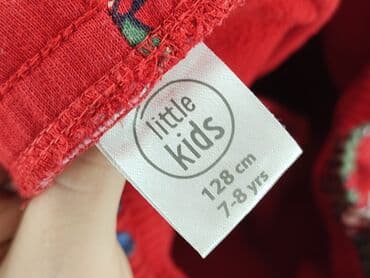 little
kids
128 cm
7-8 yrs